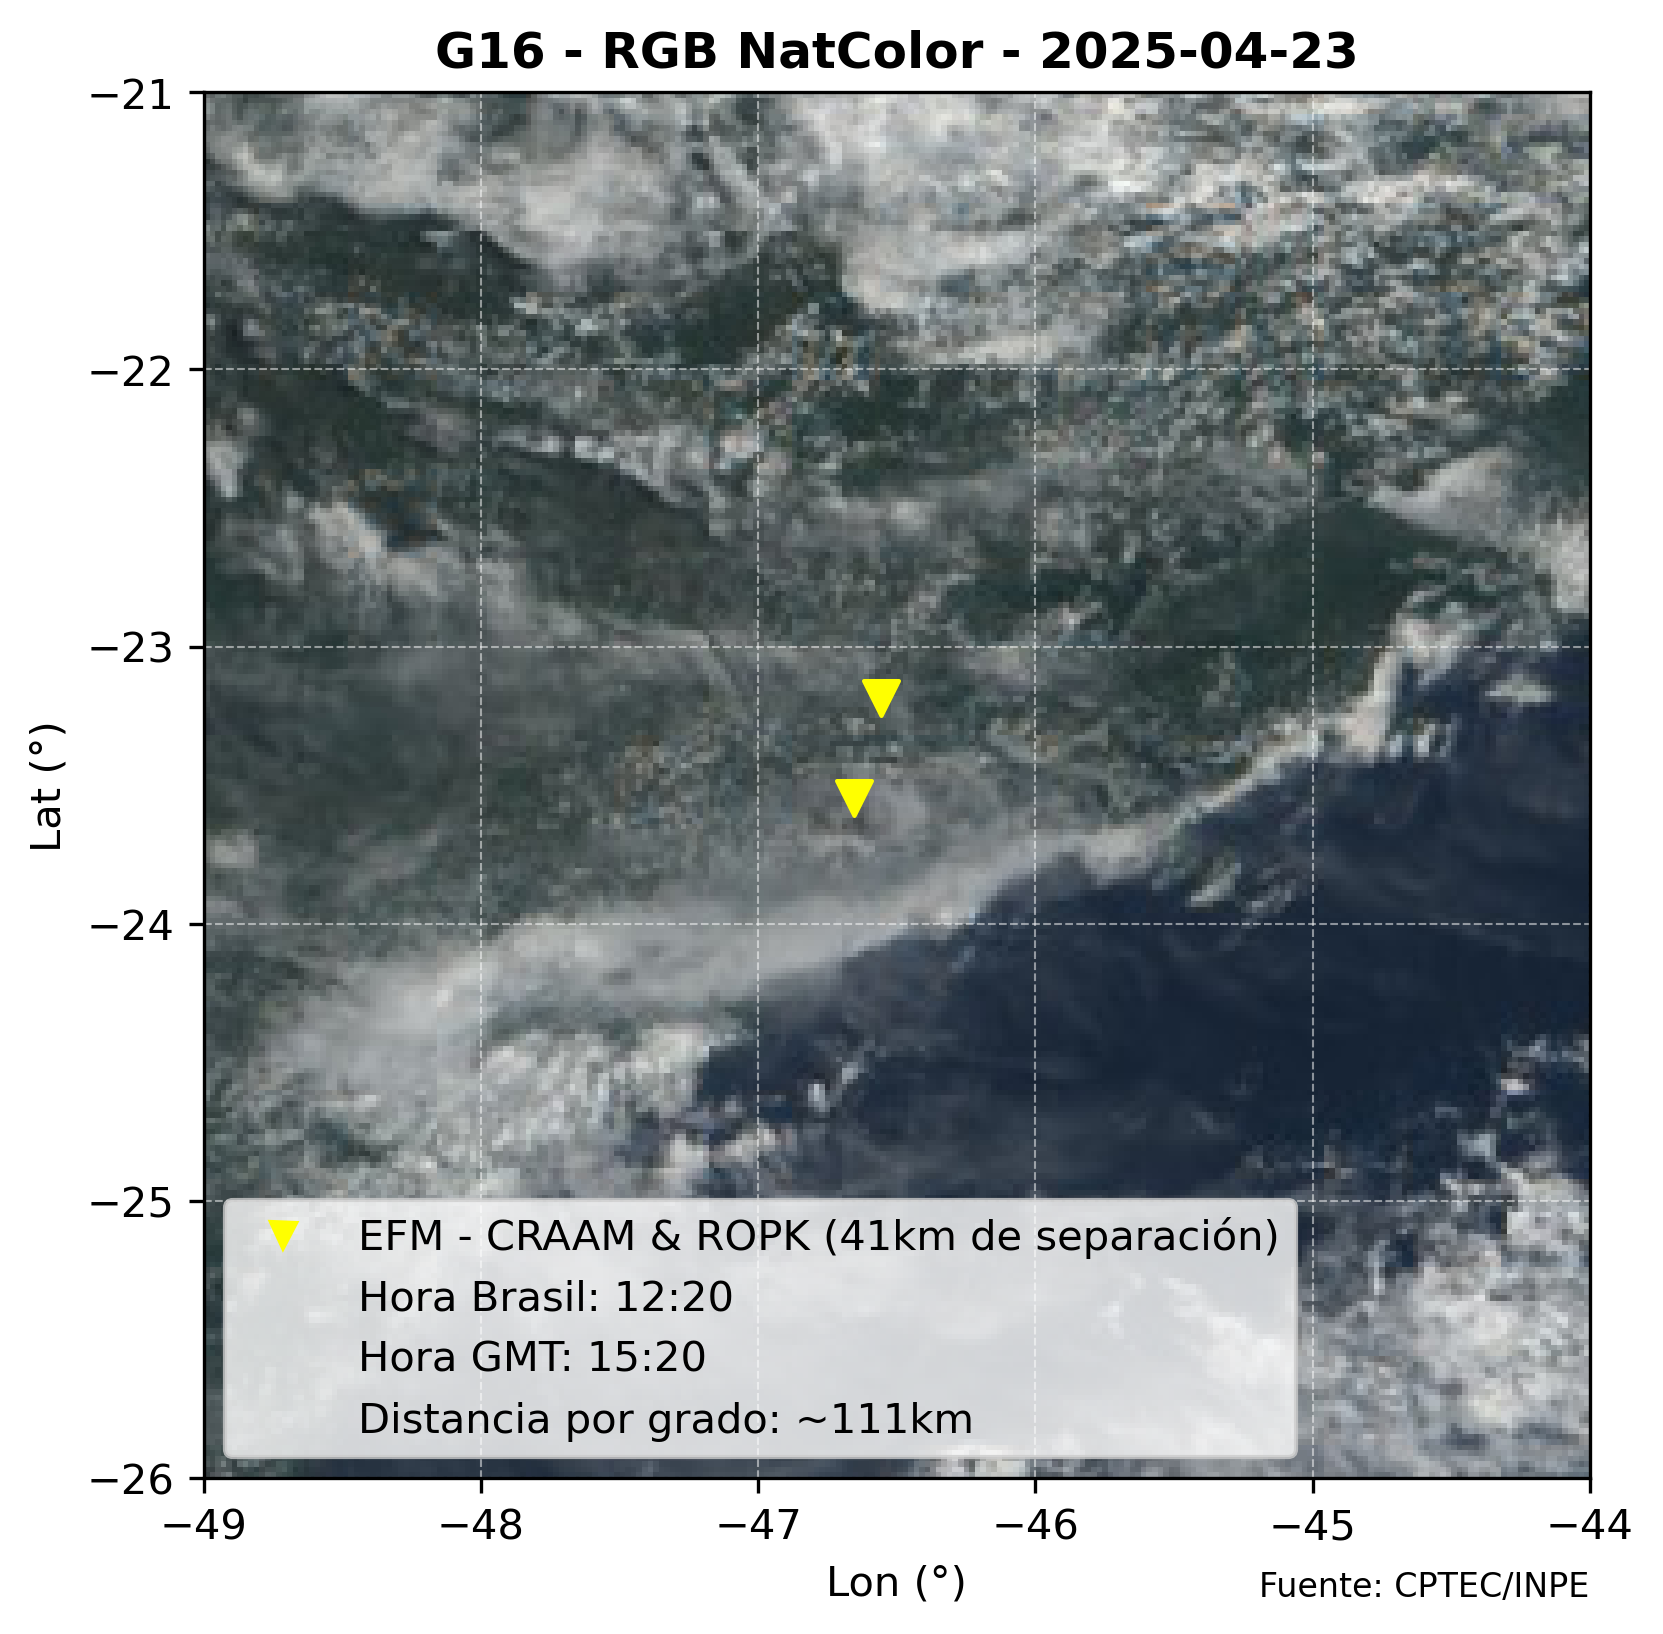 G16 - RGB NatColor - 2025-04-23
−21
−22
−23
−24
−25
−26
Lat (°)
EFM - CRAAM & ROPK (41km de separación)
Hora Brasil: 12:20
Hora GMT: 15:20
Distancia por grado: ~111km
−49
−48
−47
−46
−45
−44
Lon (°)
Fuente: CPTEC/INPE